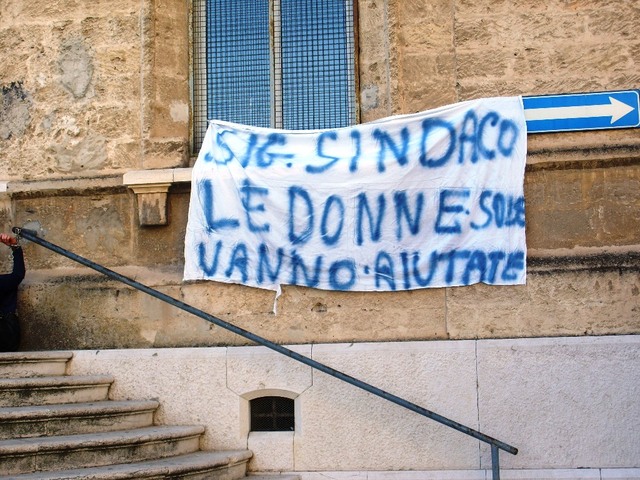 SIG. SINDACO
LE DONNE SOLE
VANNO AIUTATE